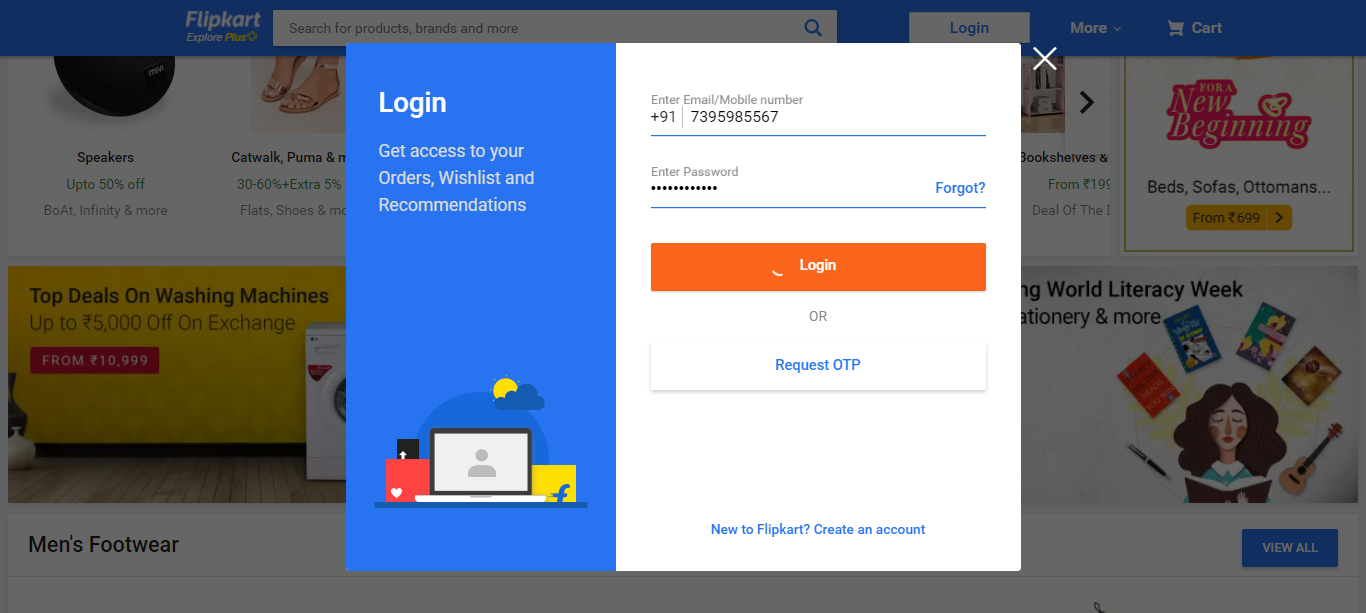 Flipkart
Explore Plus
Search for products, brands and more
Login
More
Cart
Login
Get access to your
Orders, Wishlist and
Recommendations
Enter Email/Mobile number
+91 7395985567
Enter Password
••••••••••••
Forgot?
Login
OR
Request OTP
New to Flipkart? Create an account
mivi
Speakers
Upto 50% off
BoAt, Infinity & more
Catwalk, Puma & m
30-60%+Extra 5%
Flats, Shoes & mo
Bookshelves &
From ₹199
Deal Of The D
FOR A
New
Beginning
Beds, Sofas, Ottomans...
From ₹699
Top Deals On Washing Machines
Up to ₹5,000 Off On Exchange
FROM ₹10,999
ng World Literacy Week
ationery & more
Men's Footwear
VIEW ALL